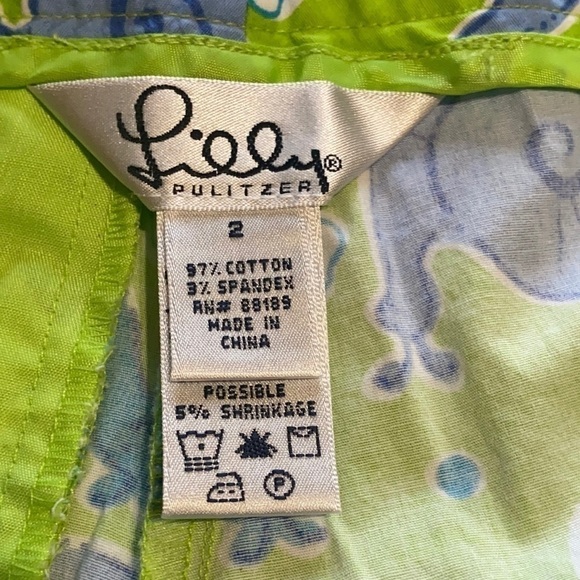 Lilly®
PULITZER
2
97% COTTON
3% SPANDEX
RN# 88189
MADE IN
CHINA
POSSIBLE
5% SHRINKAGE
P